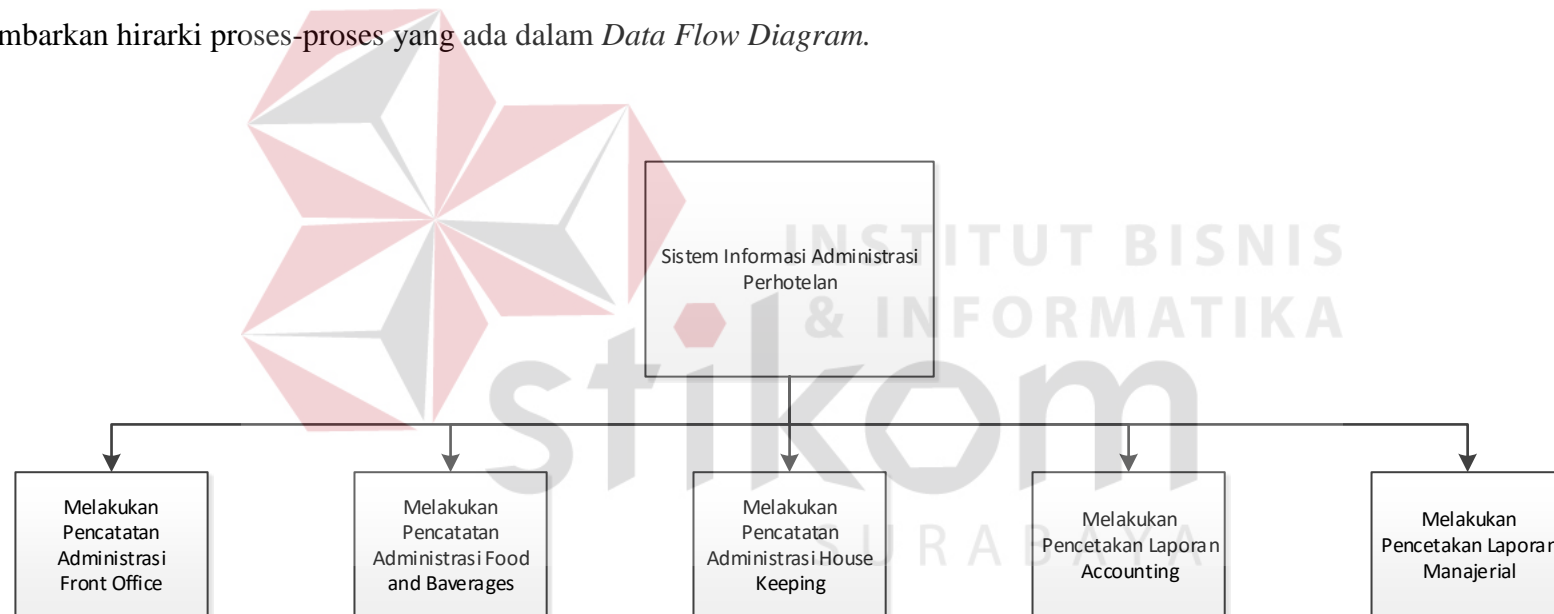 mbarkan hirarki proses-proses yang ada dalam Data Flow Diagram.
Sistem Informasi Administrasi
Perhotelan
INSTITUT BISNIS
& INFORMATIKA
stikom
SURABAYA
Melakukan
Pencatatan
Administrasi
Front Office
Melakukan
Pencatatan
Administrasi Food
and Baverages
Melakukan
Pencatatan
Administrasi House
Keeping
Melakukan
Pencetakan Laporan
Accounting
Melakukan
Pencetakan Laporan
Manajerial